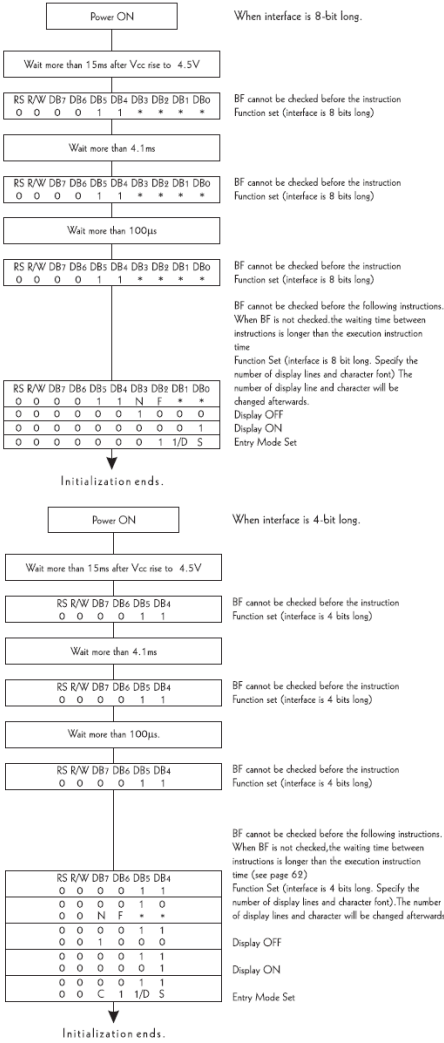 Power ON
When interface is 8-bit long.
Wait more than 15ms after Vcc rise to 4.5V
RS R/W DB7 DB6 DB5 DB4 DB3 DB2 DB1 DB0
0 0 0 0 1 1 * * * *
BF cannot be checked before the instruction
Function set (interface is 8 bits long)
Wait more than 4.1ms
RS R/W DB7 DB6 DB5 DB4 DB3 DB2 DB1 DB0
0 0 0 0 1 1 * * * *
BF cannot be checked before the instruction
Function set (interface is 8 bits long)
Wait more than 100µs
RS R/W DB7 DB6 DB5 DB4 DB3 DB2 DB1 DB0
0 0 0 0 1 1 * * * *
BF cannot be checked before the instruction
Function set (interface is 8 bits long)
BF cannot be checked before the following instructions.
When BF is not checked,the waiting time between
instructions is longer than the execution instruction
time
Function Set (interface is 8 bit long. Specify the
number of display lines and character font) The
number of display line and character will be
changed afterwards.
RS R/W DB7 DB6 DB5 DB4 DB3 DB2 DB1 DB0
0 0 0 0 1 1 N F * *
0 0 0 0 0 0 1 0 0 0
Display OFF
0 0 0 0 0 0 0 0 0 1
Display ON
0 0 0 0 0 0 0 1 1/D S
Entry Mode Set
Initialization ends.
Power ON
When interface is 4-bit long.
Wait more than 15ms after Vcc rise to 4.5V
RS R/W DB7 DB6 DB5 DB4
0 0 0 0 1 1
BF cannot be checked before the instruction
Function set (interface is 4 bits long)
Wait more than 4.1ms
RS R/W DB7 DB6 DB5 DB4
0 0 0 0 1 1
BF cannot be checked before the instruction
Function set (interface is 4 bits long)
Wait more than 100µs.
RS R/W DB7 DB6 DB5 DB4
0 0 0 0 1 1
BF cannot be checked before the instruction
Function set (interface is 4 bits long)
BF cannot be checked before the following instructions.
When BF is not checked,the waiting time between
instructions is longer than the execution instruction
time (see page 62)
Function Set (interface is 4 bits long. Specify the
number of display lines and character font).The number
of display lines and character will be changed afterwards
RS R/W DB7 DB6 DB5 DB4
0 0 0 0 1 1
0 0 0 0 1 0
0 0 N F * *
0 0 0 0 1 1
0 0 1 0 0 0
Display OFF
0 0 0 0 1 1
0 0 0 0 0 1
Display ON
0 0 0 0 1 1
0 0 C 1 1/D S
Entry Mode Set
Initialization ends.